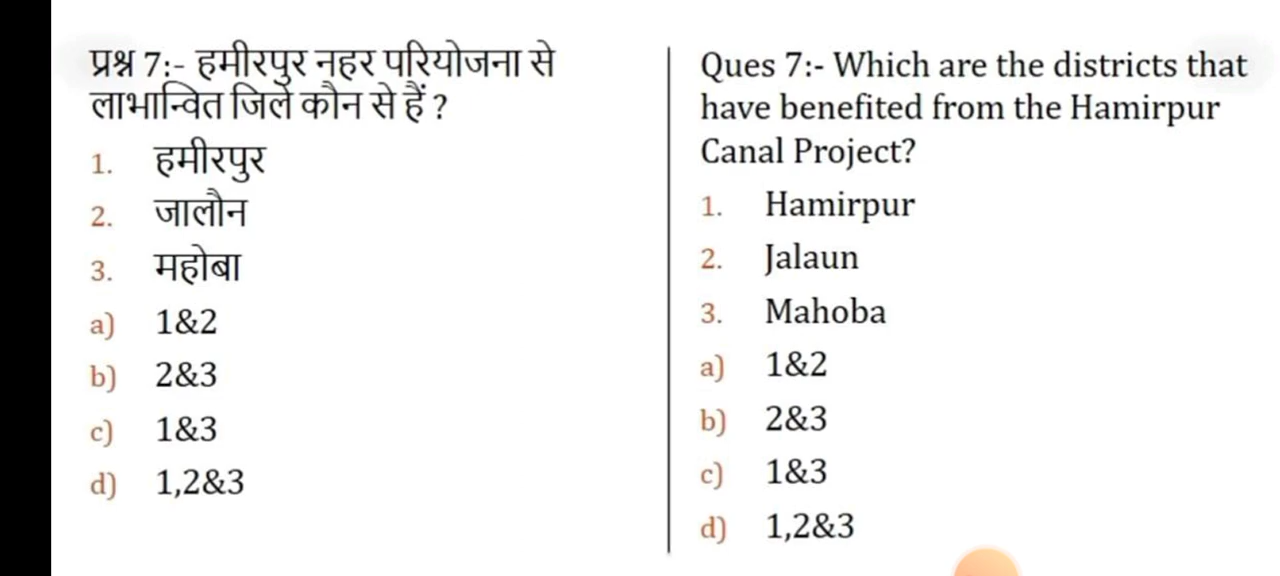 प्रश्न 7:- हमीरपुर नहर परियोजना से
लाभान्वित जिले कौन से हैं ?
1. हमीरपुर
2. जालौन
3. महोबा
a) 1&2
b) 2&3
c) 1&3
d) 1,2&3
Ques 7:- Which are the districts that
have benefited from the Hamirpur
Canal Project?
1. Hamirpur
2. Jalaun
3. Mahoba
a) 1&2
b) 2&3
c) 1&3
d) 1,2&3